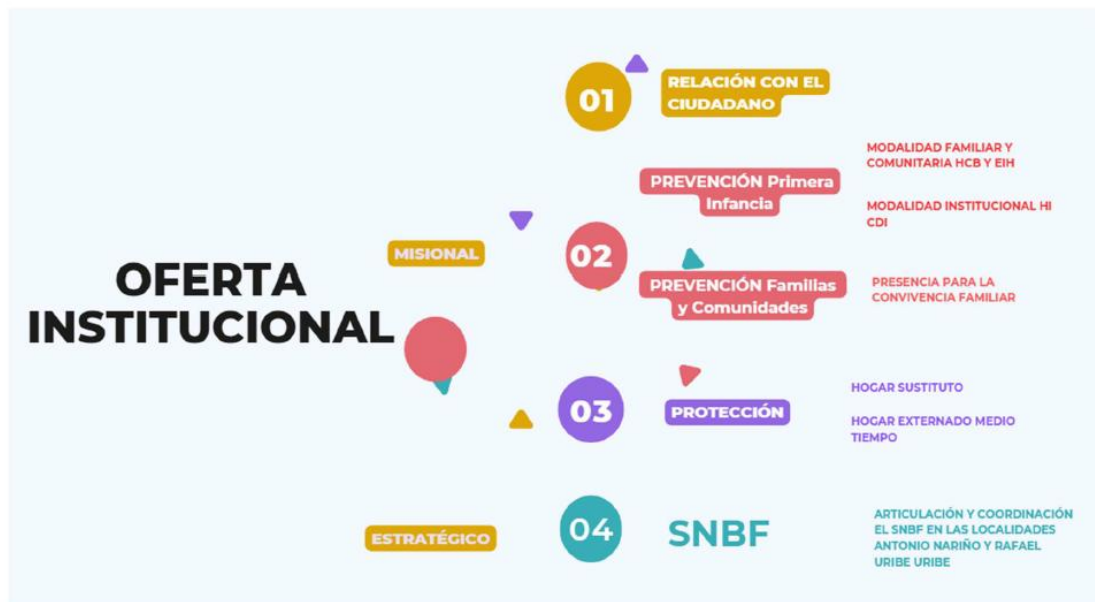 OFERTA
INSTITUCIONAL
MISIONAL
ESTRATÉGICO
01
RELACIÓN CON EL
CIUDADANO
02
PREVENCIÓN Primera
Infancia
MODALIDAD FAMILIAR Y
COMUNITARIA HCB Y EIH
MODALIDAD INSTITUCIONAL HI
CDI
PREVENCIÓN Familias
y Comunidades
PRESENCIA PARA LA
CONVIVENCIA FAMILIAR
03
PROTECCIÓN
HOGAR SUSTITUTO
HOGAR EXTERNADO MEDIO
TIEMPO
04
SNBF
ARTICULACIÓN Y COORDINACIÓN
EL SNBF EN LAS LOCALIDADES
ANTONIO NARIÑO Y RAFAEL
URIBE URIBE